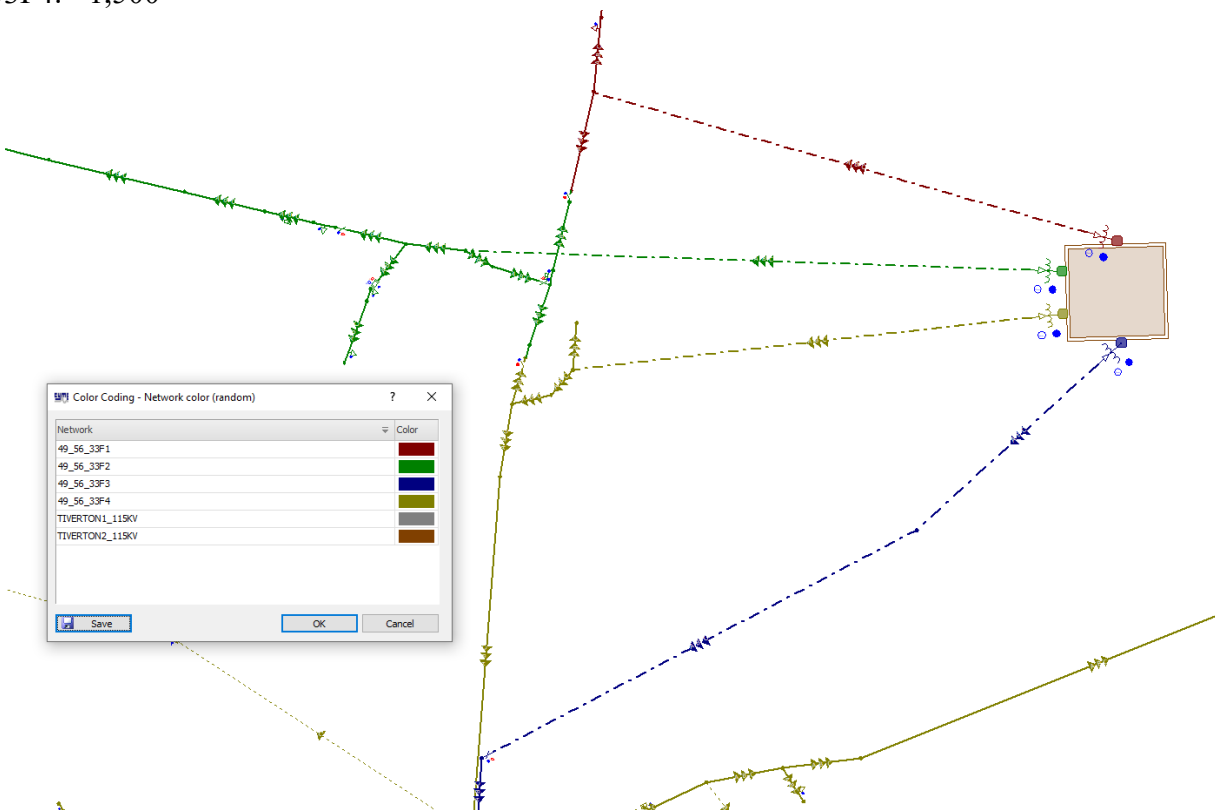 Color Coding - Network color (random) ? ×
Network Color
49_56_33F1
49_56_33F2
49_56_33F3
49_56_33F4
TIVERTON1_115KV
TIVERTON2_115KV
Save OK Cancel